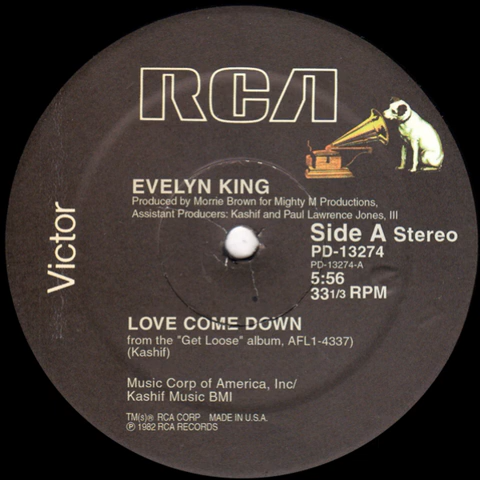 RCA
EVELYN KING
Produced by Morrie Brown for Mighty M Productions,
Assistant Producers: Kashif and Paul Lawrence Jones, III
Side A Stereo
PD-13274
PD-13274-A
5:56
33 1/3 RPM
Victor
LOVE COME DOWN
from the "Get Loose" album, AFL1-4337)
(Kashif)
Music Corp of America, Inc/
Kashif Music BMI
TM(s)® RCA CORP MADE IN U.S.A.
℗ 1982 RCA RECORDS